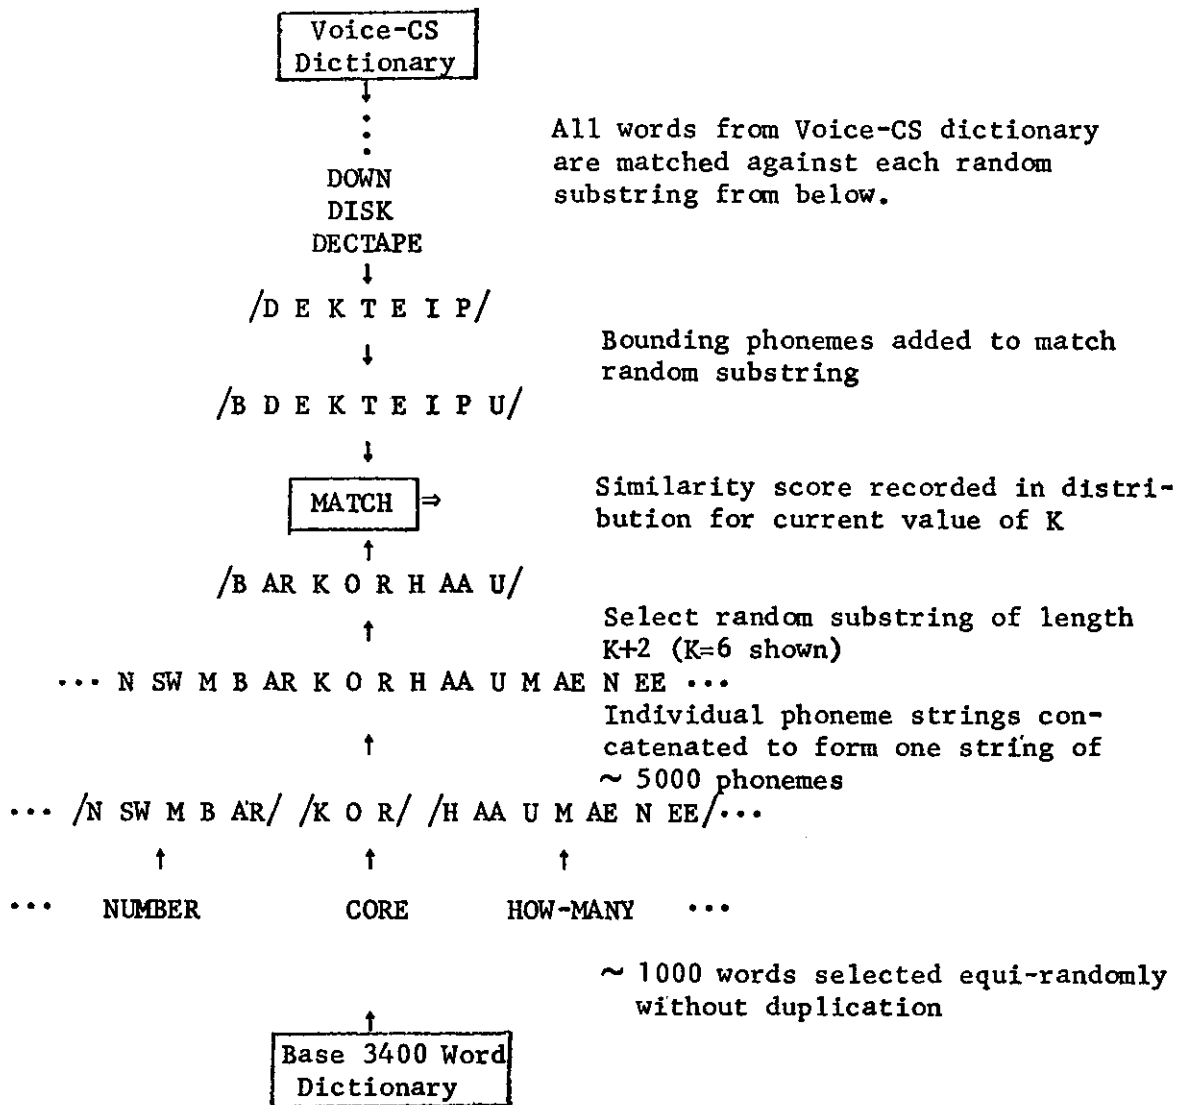 Voice-CS
Dictionary
All words from Voice-CS dictionary
are matched against each random
substring from below.
DOWN
DISK
DECTAPE
/D E K T E I P/
Bounding phonemes added to match
random substring
/B D E K T E I P U/
MATCH ⇒
Similarity score recorded in distri-
bution for current value of K
/B AR K O R H AA U/
Select random substring of length
K+2 (K=6 shown)
••• N SW M B AR K O R H AA U M AE N EE •••
Individual phoneme strings con-
catenated to form one string of
~ 5000 phonemes
••• /N SW M B AR/ /K O R/ /H AA U M AE N EE/•••
••• NUMBER CORE HOW-MANY •••
~ 1000 words selected equi-randomly
without duplication
Base 3400 Word
Dictionary